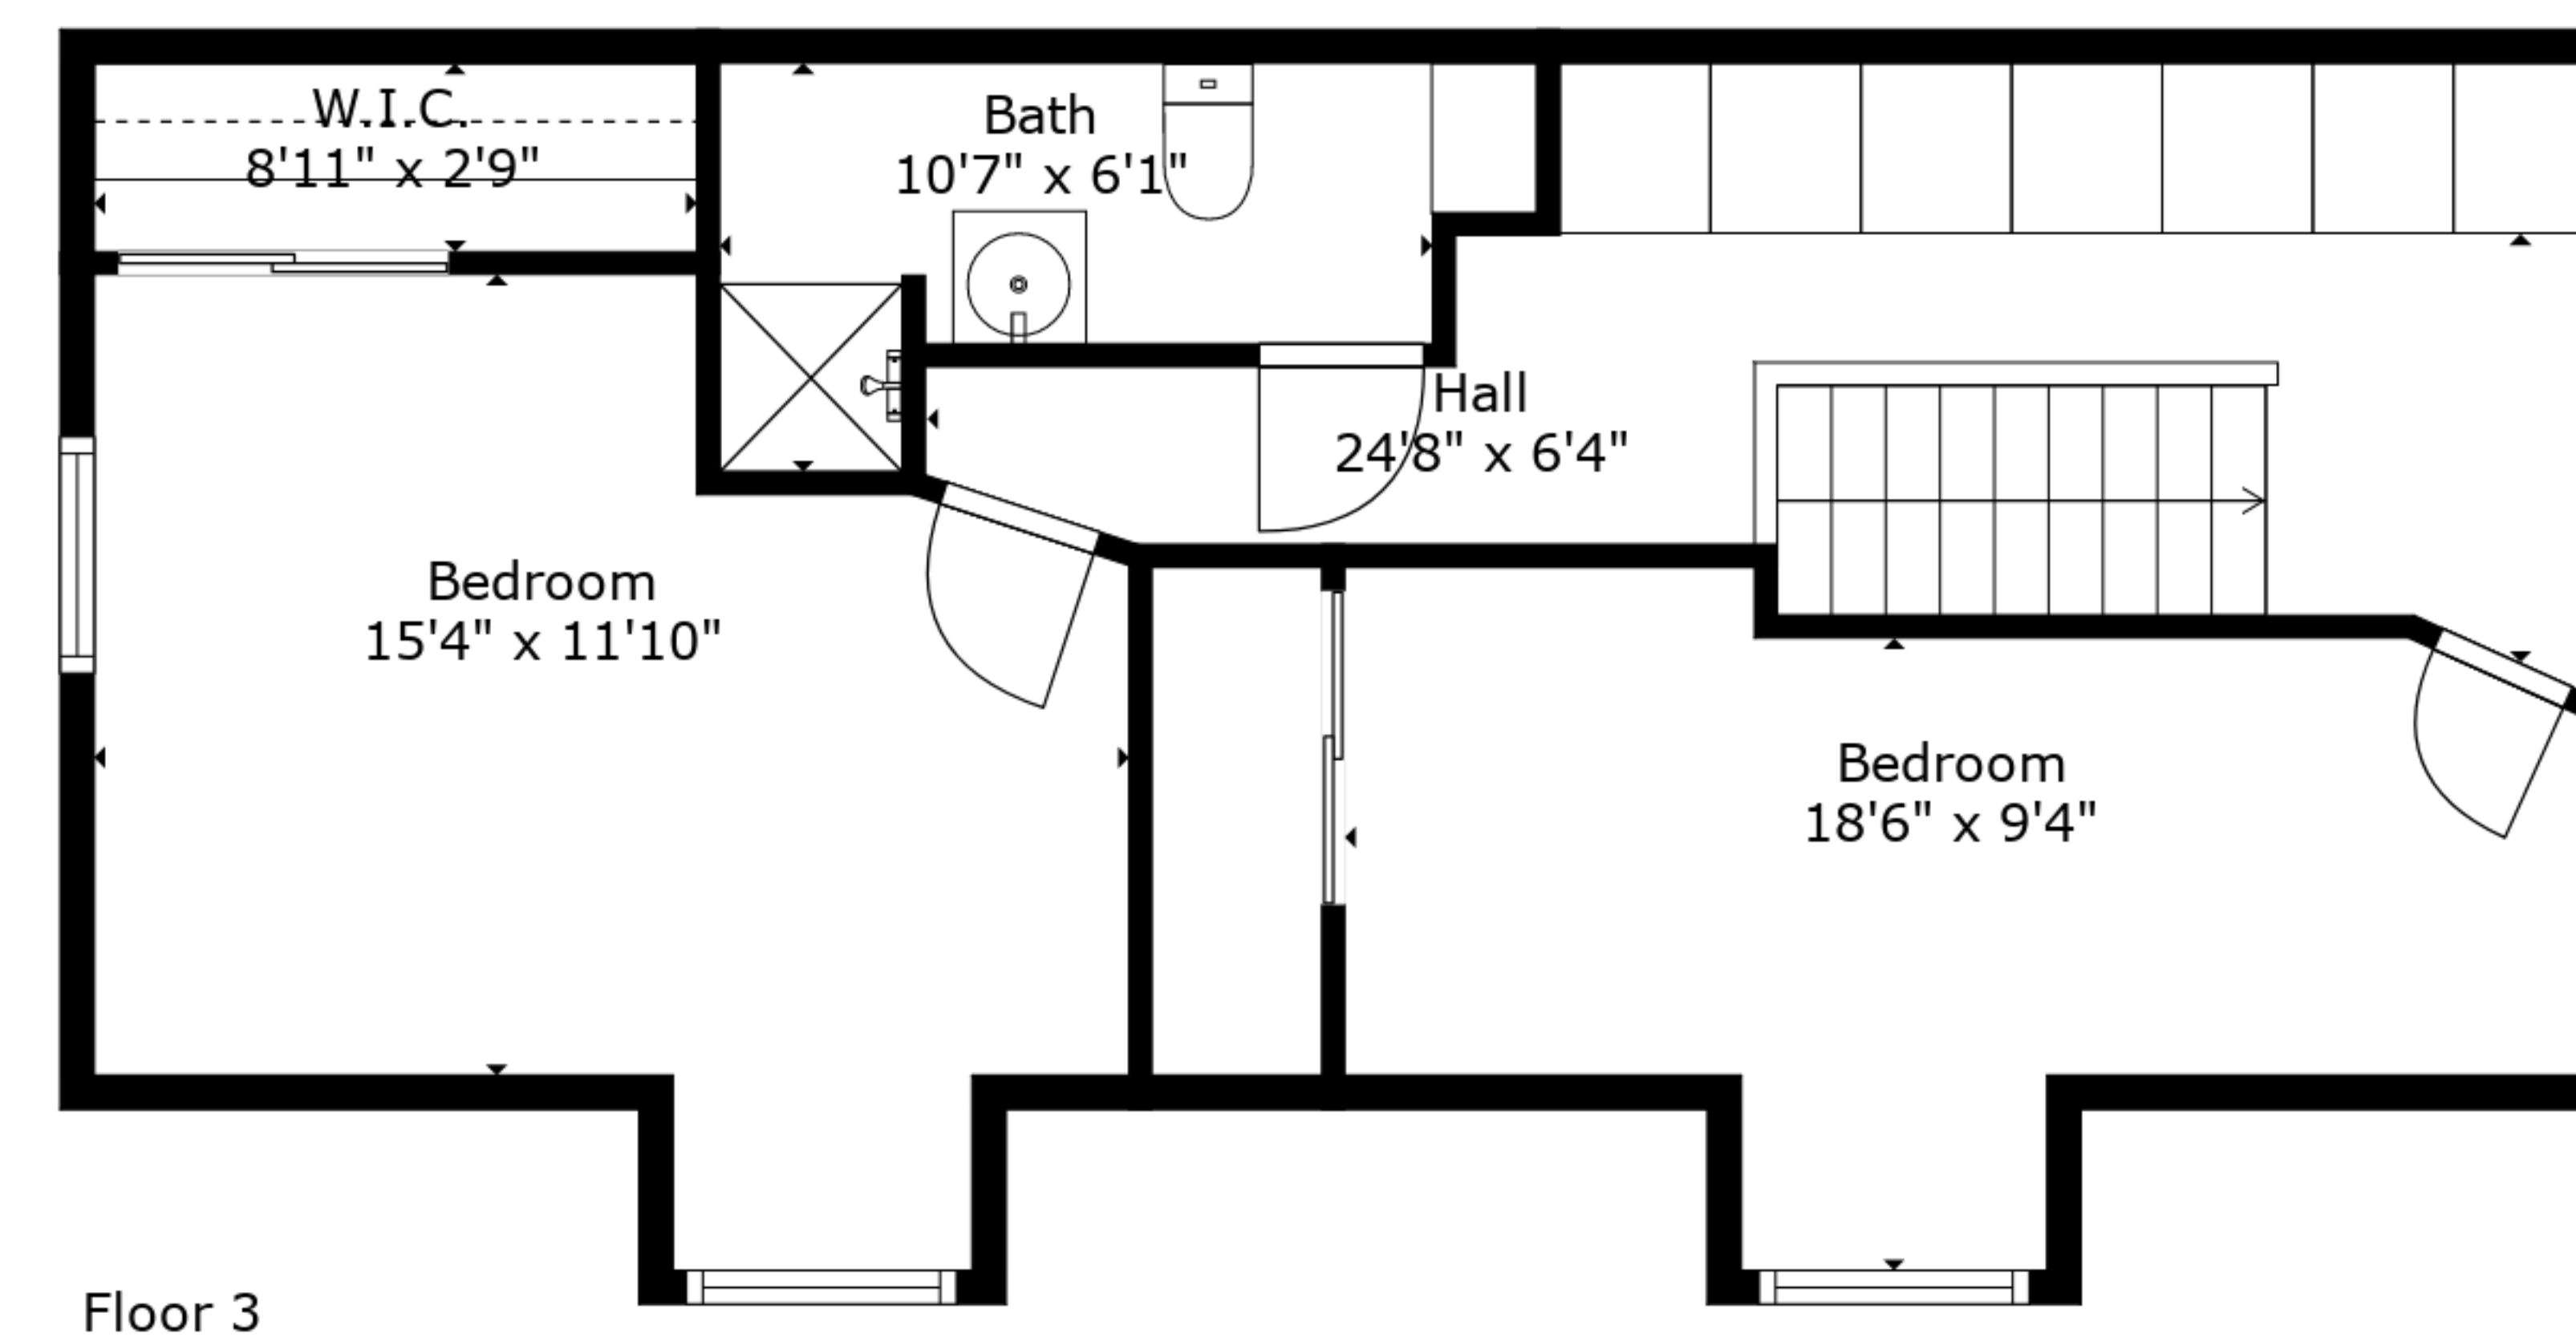 W.I.C.
8'11" x 2'9"
Bath
10'7" x 6'1"
Hall
24'8" x 6'4"
Bedroom
15'4" x 11'10"
Bedroom
18'6" x 9'4"
Floor 3